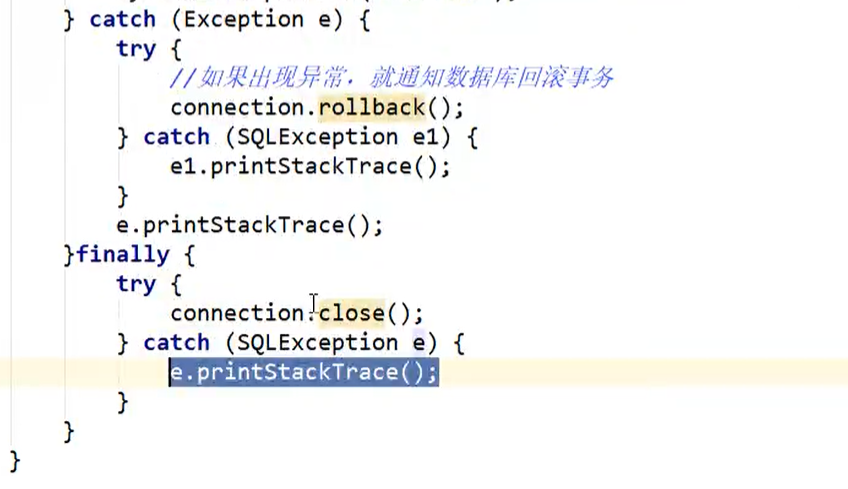 } catch (Exception e) {
try {
//如果出现异常，就通知数据库回滚事务
connection.rollback();
} catch (SQLException e1) {
e1.printStackTrace();
}
e.printStackTrace();
}finally {
try {
connection.close();
} catch (SQLException e) {
e.printStackTrace();
}
}
}